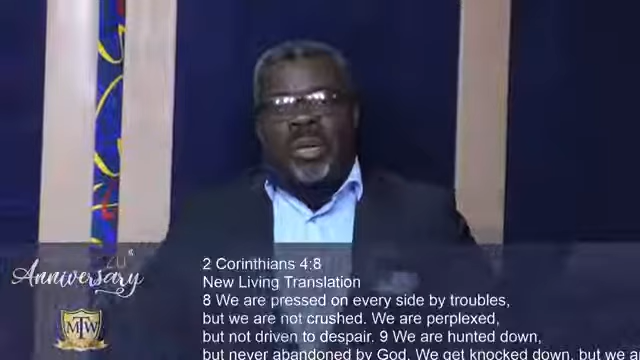 20th
Anniversary
MTW
2 Corinthians 4:8
New Living Translation
8 We are pressed on every side by troubles,
but we are not crushed. We are perplexed,
but not driven to despair. 9 We are hunted down,
but never abandoned by God. We get knocked down, but we a